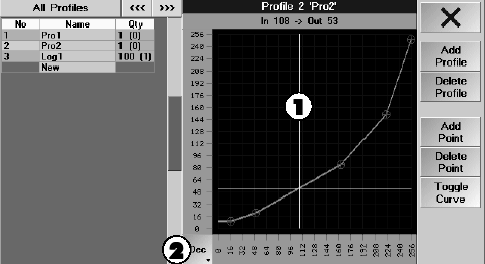 All Profiles <<< >>>
No Name Qty
1 Pro1 1 (0)
2 Pro2 1 (0)
3 Log1 100 (1)
New
Profile 2 'Pro2'
In 108 -> Out 53
256
240
224
208
192
176
160
144
128
112
96
80
64
48
32
16
0
0 16 32 48 64 80 96 112 128 144 160 176 192 208 224 240 256
1
2
Dec
Add
Profile
Delete
Profile
Add
Point
Delete
Point
Toggle
Curve